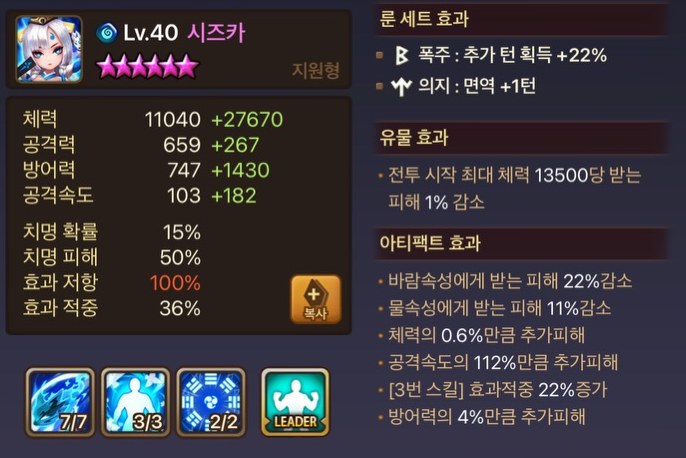 Lv.40 시즈카
지원형
체력 11040 +27670
공격력 659 +267
방어력 747 +1430
공격속도 103 +182
치명 확률 15%
치명 피해 50%
효과 저항 100%
효과 적중 36%
복사
7/7
3/3
2/2
LEADER
룬 세트 효과
폭주 : 추가 턴 획득 +22%
의지 : 면역 +1턴
유물 효과
• 전투 시작 최대 체력 13500당 받는
피해 1% 감소
아티팩트 효과
• 바람속성에게 받는 피해 22%감소
• 물속성에게 받는 피해 11%감소
• 체력의 0.6%만큼 추가피해
• 공격속도의 112%만큼 추가피해
• [3번 스킬] 효과적중 22%증가
• 방어력의 4%만큼 추가피해